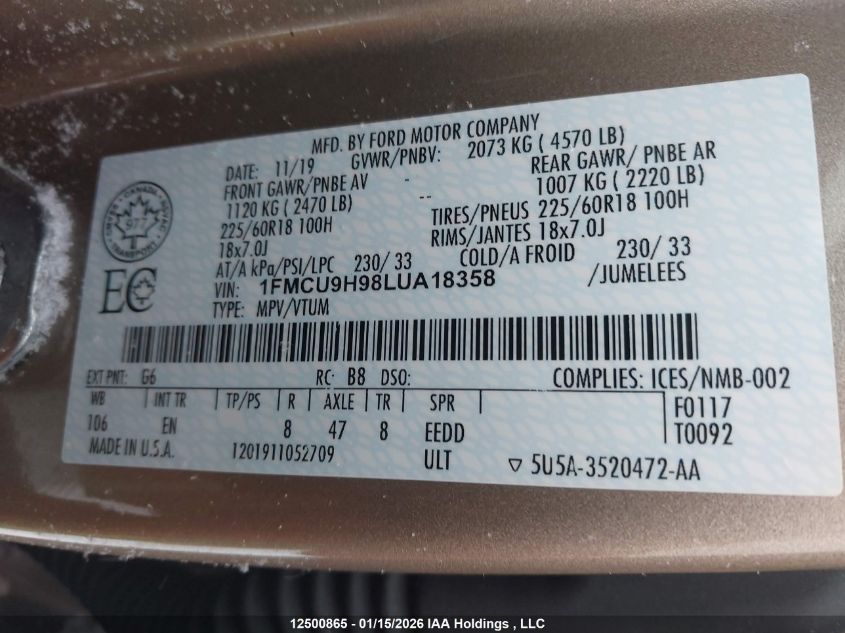 MFD. BY FORD MOTOR COMPANY
DATE: 11/19 GVWR/PNBV: 2073 KG ( 4570 LB)
FRONT GAWR/PNBE AV - REAR GAWR/ PNBE AR
1120 KG ( 2470 LB) -- 1007 KG ( 2220 LB)
225/60R18 100H TIRES/PNEUS 225/60R18 100H
18x7.0J RIMS/JANTES 18x7.0J
AT/A kPa/PSI/LPC 230/ 33 COLD/A FROID 230/ 33
VIN: 1FMCU9H98LUA18358 /JUMELEES
TYPE: MPV/VTUM
CANADA
TRANSPORT
977
EC
EXT PNT: G6 RC: B8 DSO: COMPLIES: ICES/NMB-002
WB INT TR TP/PS R AXLE TR SPR F0117
106 EN 8 47 8 EEDD T0092
MADE IN U.S.A. 1201911052709 ULT ▽ 5U5A-3520472-AA
12500865 - 01/15/2026 IAA Holdings , LLC